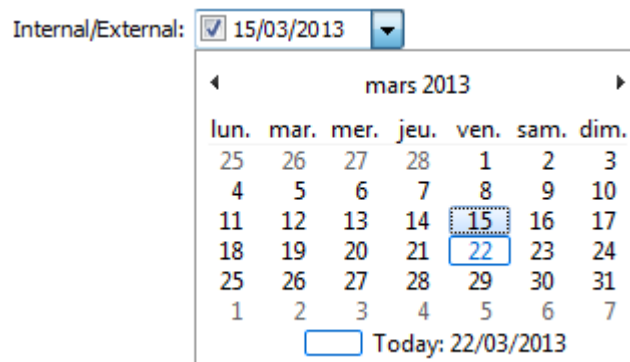 Internal/External: 15/03/2013
mars 2013
lun. mar. mer. jeu. ven. sam. dim.
25 26 27 28 1 2 3
4 5 6 7 8 9 10
11 12 13 14 15 16 17
18 19 20 21 22 23 24
25 26 27 28 29 30 31
1 2 3 4 5 6 7
Today: 22/03/2013